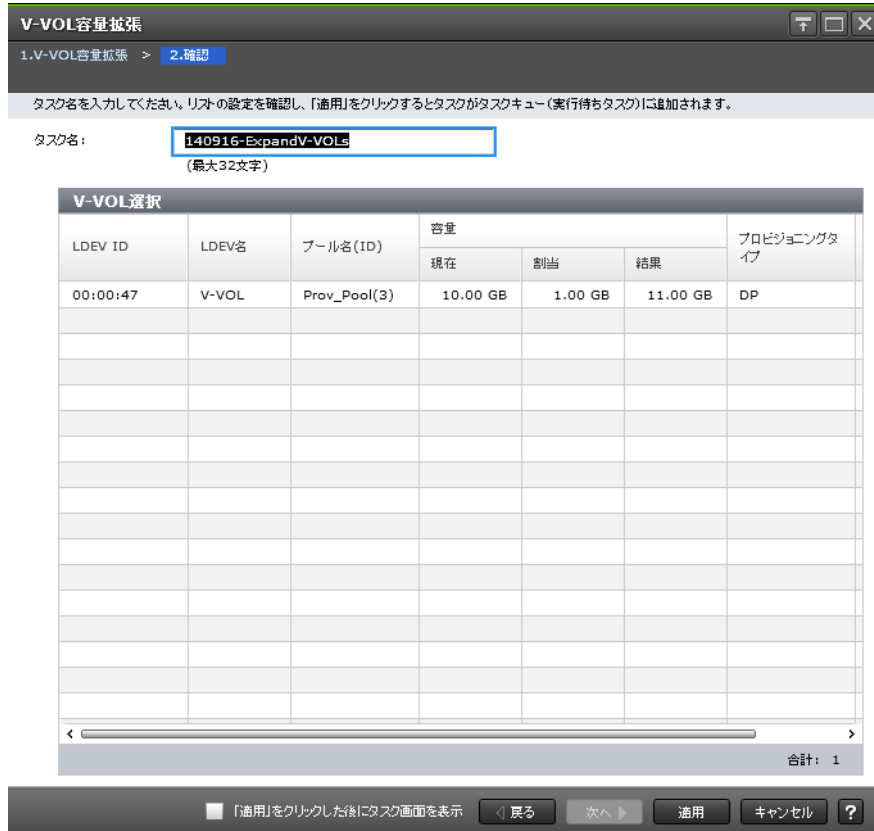 V-VOL容量拡張
1.V-VOL容量拡張 > 2.確認
タスク名を入力してください。リストの設定を確認し、「適用」をクリックするとタスクがタスクキュー(実行待ちタスク)に追加されます。
タスク名:
140916-ExpandV-VOLs
(最大32文字)
V-VOL選択
LDEV ID LDEV名 プール名(ID) 容量 プロビジョニングタイプ
現在 割当 結果
00:00:47 V-VOL Prov_Pool(3) 10.00 GB 1.00 GB 11.00 GB DP
合計: 1
「適用」をクリックした後にタスク画面を表示 戻る 次へ 適用 キャンセル ?